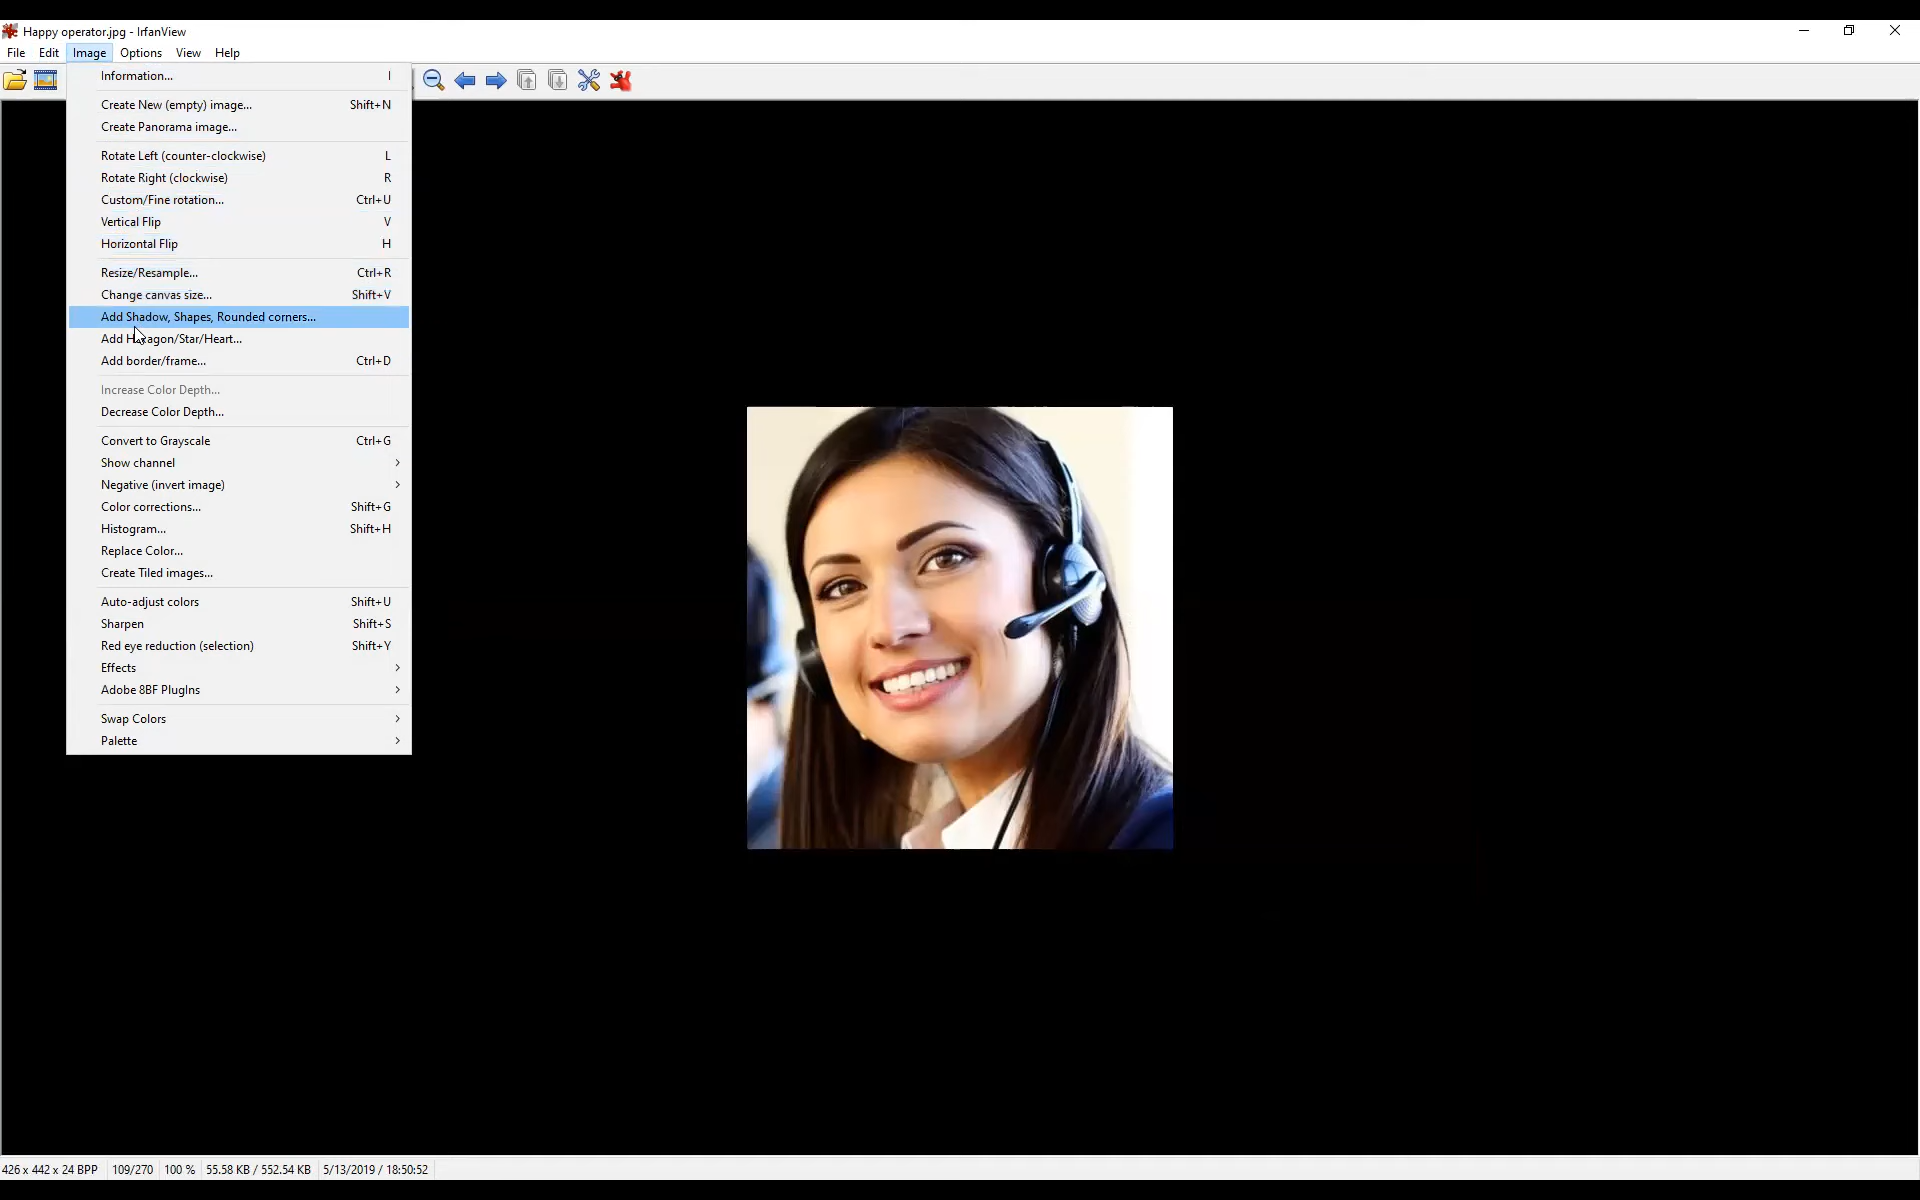 Happy operator.jpg - IrfanView
File Edit Image Options View Help
Information... I
Create New (empty) image... Shift+N
Create Panorama image...
Rotate Left (counter-clockwise) L
Rotate Right (clockwise) R
Custom/Fine rotation... Ctrl+U
Vertical Flip V
Horizontal Flip H
Resize/Resample... Ctrl+R
Change canvas size... Shift+V
Add Shadow, Shapes, Rounded corners...
Add Hexagon/Star/Heart...
Add border/frame... Ctrl+D
Increase Color Depth...
Decrease Color Depth...
Convert to Grayscale Ctrl+G
Show channel
Negative (invert image)
Color corrections... Shift+G
Histogram... Shift+H
Replace Color...
Create Tiled images...
Auto-adjust colors Shift+U
Sharpen Shift+S
Red eye reduction (selection) Shift+Y
Effects
Adobe 8BF PlugIns
Swap Colors
Palette
426 x 442 x 24 BPP 109/270 100 % 55.58 KB / 552.54 KB 5/13/2019 / 18:50:52